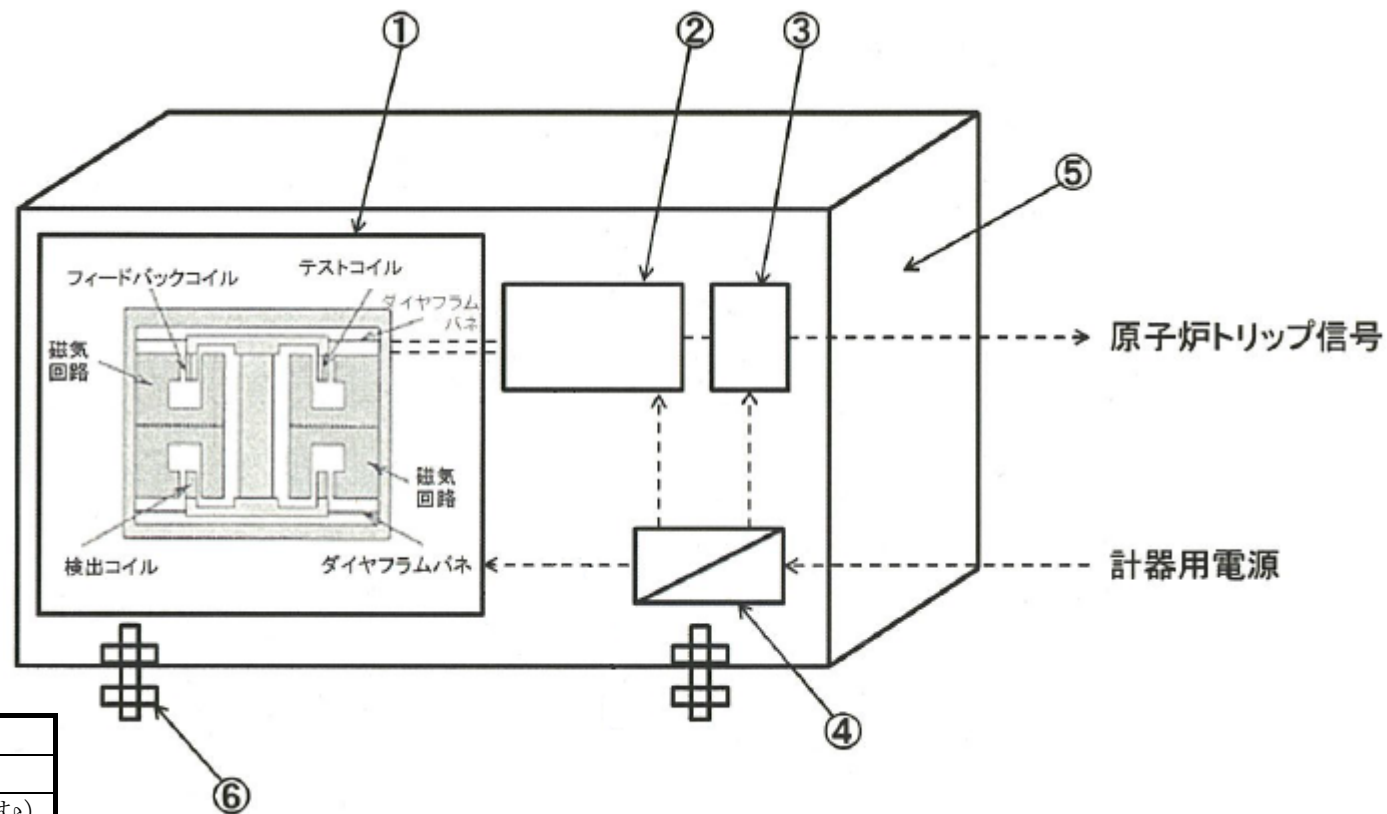 ①
②
③
⑤
フィードバックコイル
テストコイル
ダイヤフラム
バネ
磁気
回路
原子炉トリップ信号
磁気
回路
検出コイル
ダイヤフラムバネ
計器用電源
④
⑥